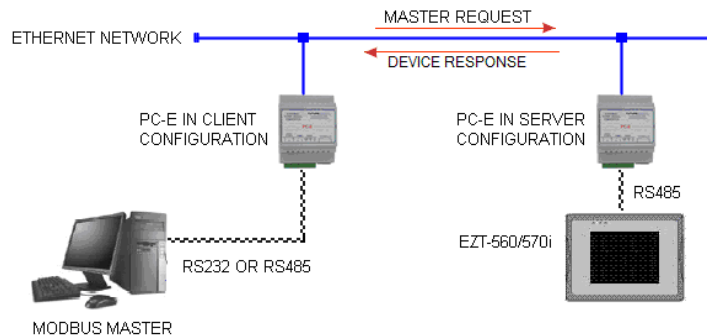 MASTER REQUEST
ETHERNET NETWORK
DEVICE RESPONSE
PC-E IN CLIENT
CONFIGURATION
PC-E IN SERVER
CONFIGURATION
RS485
EZT-560/570i
RS232 OR RS485
MODBUS MASTER